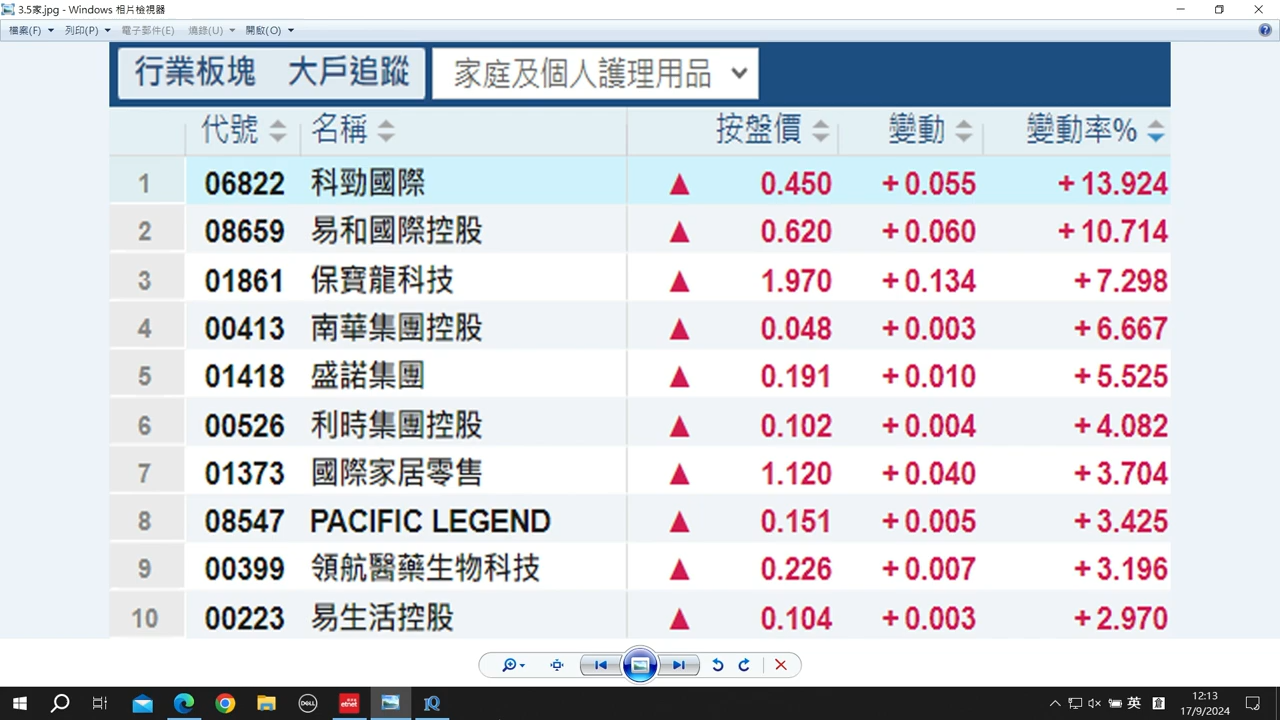 3.5家.jpg - Windows 相片檢視器
檔案(F) 列印(P) 電子郵件(E) 燒錄(U) 開啟(O)
行業板塊 大戶追蹤 家庭及個人護理用品
代號 名稱 按盤價 變動 變動率%
1 06822 科勁國際 ▲ 0.450 +0.055 +13.924
2 08659 易和國際控股 ▲ 0.620 +0.060 +10.714
3 01861 保寶龍科技 ▲ 1.970 +0.134 +7.298
4 00413 南華集團控股 ▲ 0.048 +0.003 +6.667
5 01418 盛諾集團 ▲ 0.191 +0.010 +5.525
6 00526 利時集團控股 ▲ 0.102 +0.004 +4.082
7 01373 國際家居零售 ▲ 1.120 +0.040 +3.704
8 08547 PACIFIC LEGEND ▲ 0.151 +0.005 +3.425
9 00399 領航醫藥生物科技 ▲ 0.226 +0.007 +3.196
10 00223 易生活控股 ▲ 0.104 +0.003 +2.970
DELL etnet IQ 英 12:13
17/9/2024